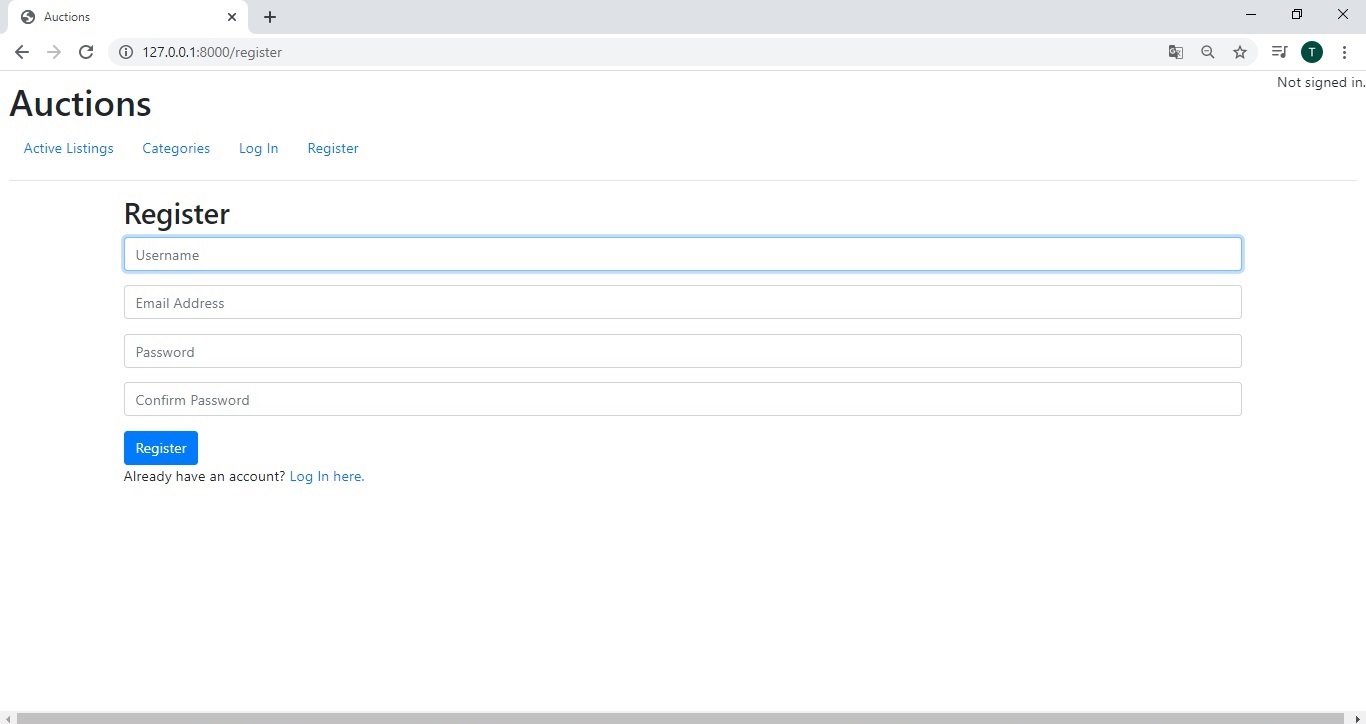 Auctions
127.0.0.1:8000/register
T
Not signed in.
Auctions
Active Listings Categories Log In Register
Register
Username
Email Address
Password
Confirm Password
Register
Already have an account? Log In here.